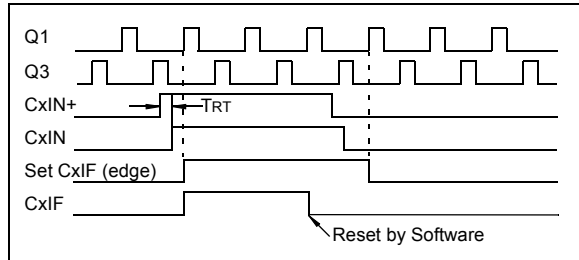 Q1
Q3
CxIN+
TRT
CxIN
Set CxIF (edge)
CxIF
Reset by Software